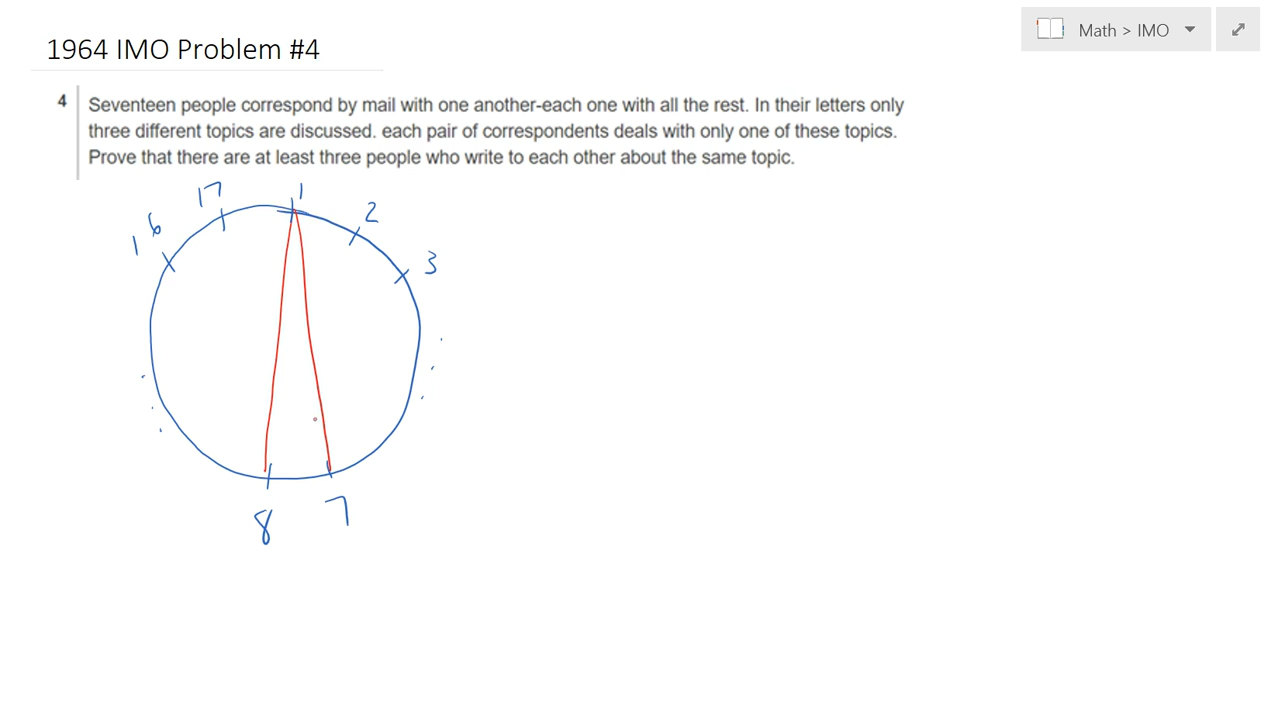 1964 IMO Problem #4
Math > IMO
4 Seventeen people correspond by mail with one another-each one with all the rest. In their letters only
three different topics are discussed. each pair of correspondents deals with only one of these topics.
Prove that there are at least three people who write to each other about the same topic.
17 1
16 2
3
8 7